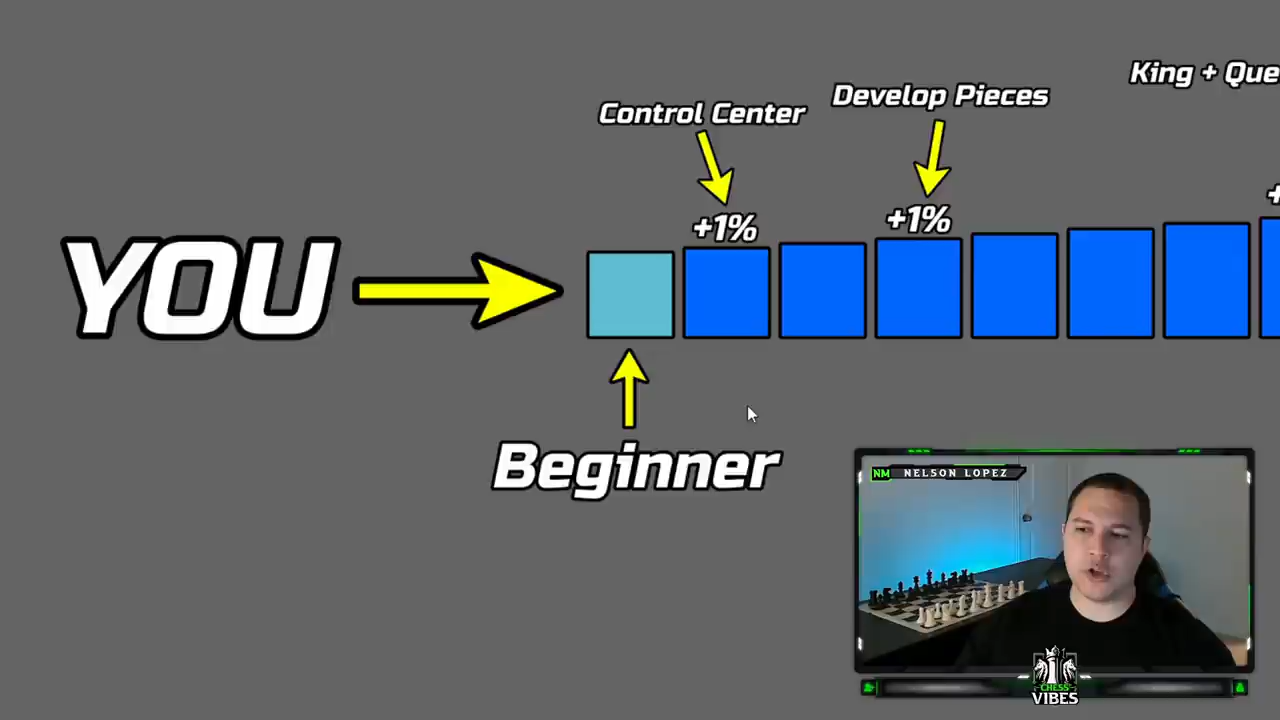 King + Que
Develop Pieces
Control Center
+1%
+1%
+
YOU
Beginner
NM NELSON LOPEZ
CHESS
VIBES